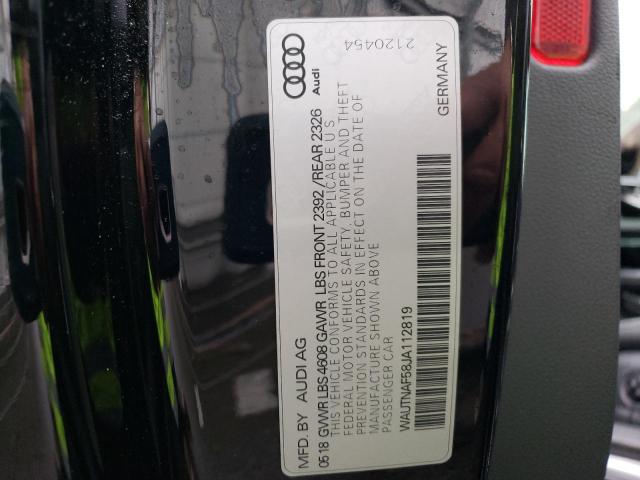 MFD. BY AUDI AG
05 18 GVWR LBS 4608 GAWR LBS FRONT 2392 / REAR 2326
THIS VEHICLE CONFORMS TO ALL APPLICABLE U S
FEDERAL MOTOR VEHICLE SAFETY, BUMPER AND THEFT
PREVENTION STANDARDS IN EFFECT ON THE DATE OF
MANUFACTURE SHOWN ABOVE
PASSENGER CAR
WAUTNAF58JA112819
GERMANY
Audi
2120454